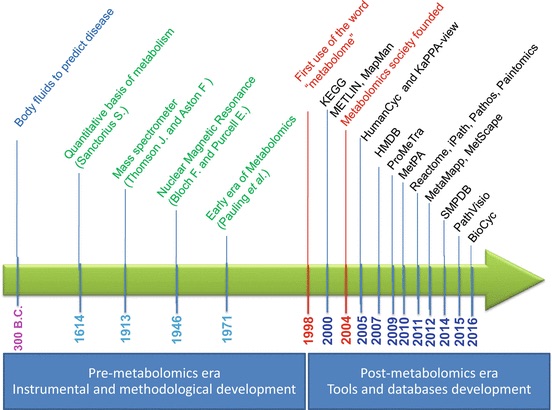 Body fluids to predict disease
Quantitative basis of metabolism
(Sanctorius S.)
Mass spectrometer
(Thomson J. and Aston F )
Nuclear Magnetic Resonance
(Bloch F. and Purcell E.)
Early era of Metabolomics
(Pauling et al.)
First use of the word
"metabolome"
KEGG
METLIN, MapMan
Metabolomics society founded
HumanCyc and KaPPA-view
HMDB
ProMeTra
MetPA
Reactome, iPath, Pathos, Paintomics
MetaMapp, MetScape
SMPDB
PathVisio
BioCyc
300 B.C.
1614
1913
1946
1971
1998
2000
2004
2005
2007
2009
2010
2011
2012
2014
2015
2016
Pre-metabolomics era
Instrumental and methodological development
Post-metabolomics era
Tools and databases development